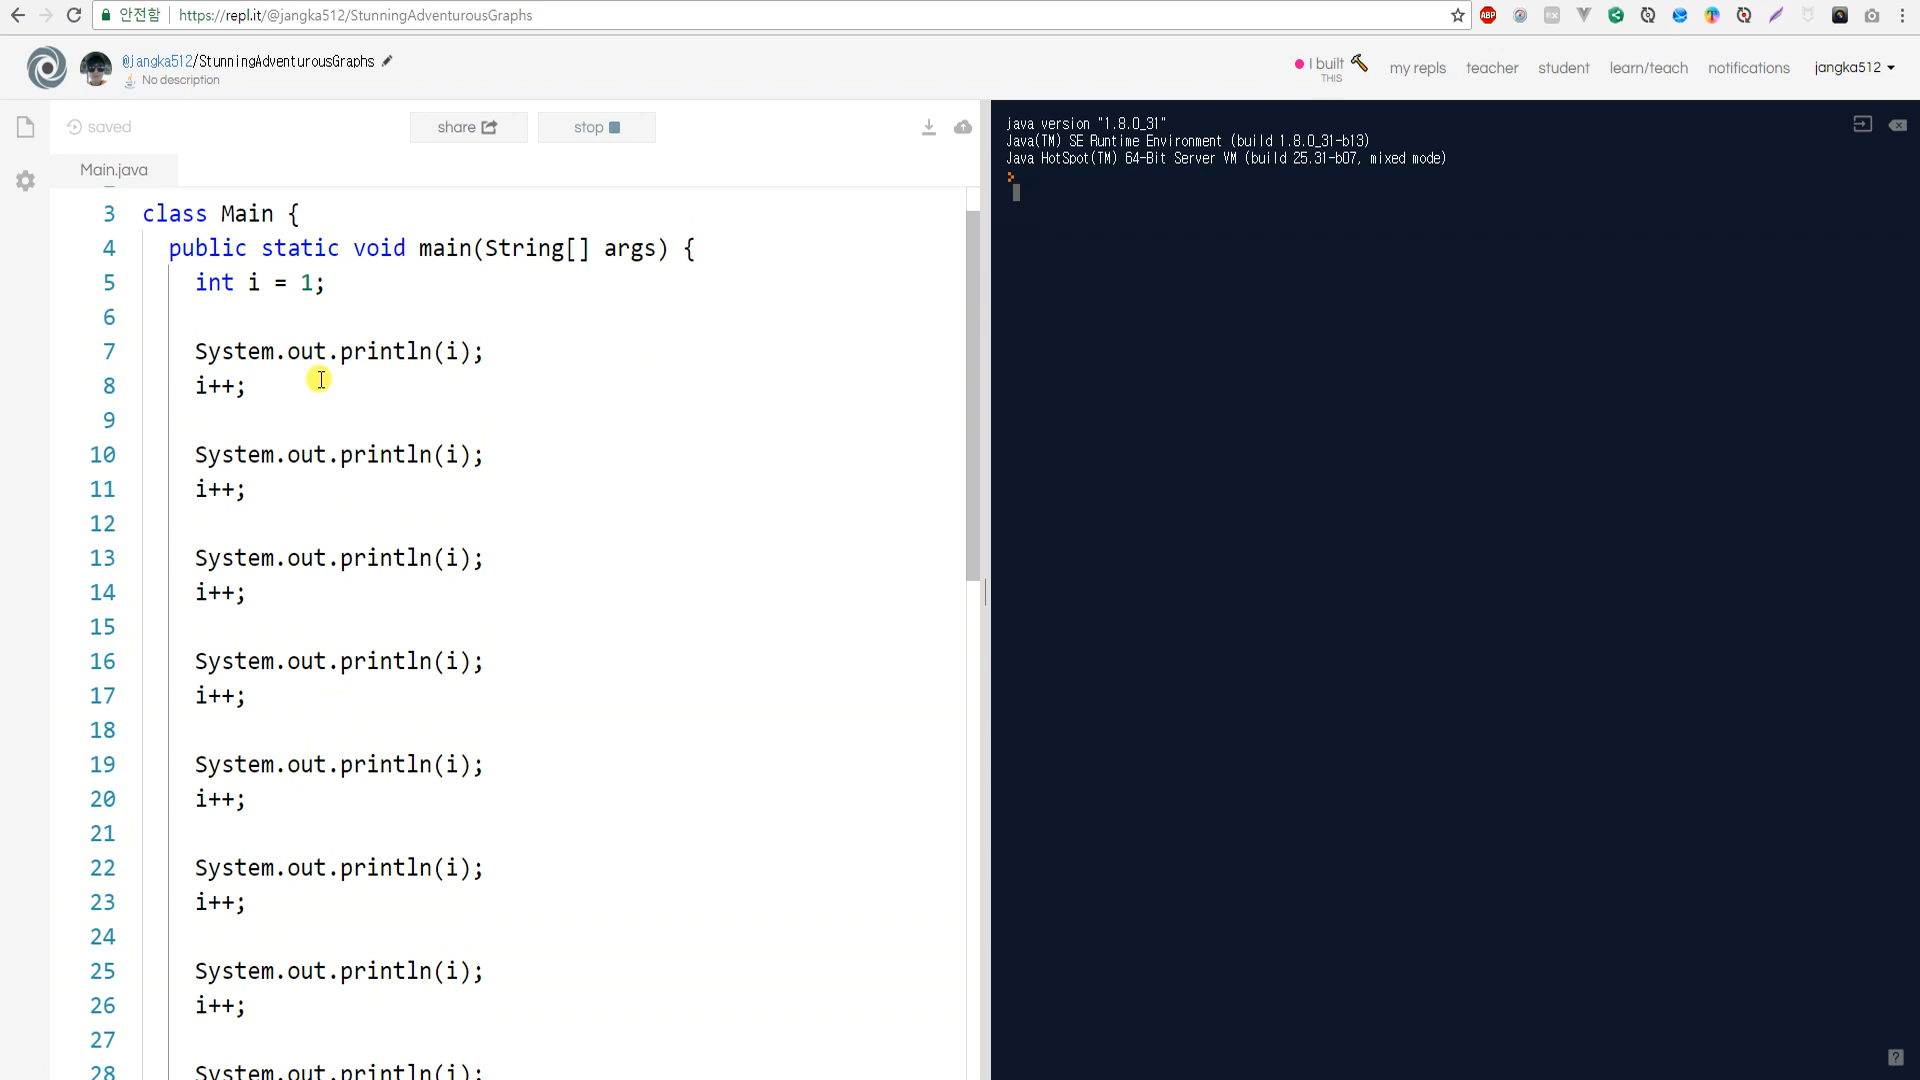 안전함 https://repl.it/@jangka512/StunningAdventurousGraphs
ABP
@jangka512/StunningAdventurousGraphs
No description
I built
THIS
my repls teacher student learn/teach notifications jangka512
saved share stop
Main.java
3 class Main {
4 public static void main(String[] args) {
5 int i = 1;
6
7 System.out.println(i);
8 i++;
9
10 System.out.println(i);
11 i++;
12
13 System.out.println(i);
14 i++;
15
16 System.out.println(i);
17 i++;
18
19 System.out.println(i);
20 i++;
21
22 System.out.println(i);
23 i++;
24
25 System.out.println(i);
26 i++;
27
28 System.out.println(i);
java version "1.8.0_31"
Java(TM) SE Runtime Environment (build 1.8.0_31-b13)
Java HotSpot(TM) 64-Bit Server VM (build 25.31-b07, mixed mode)
>
?